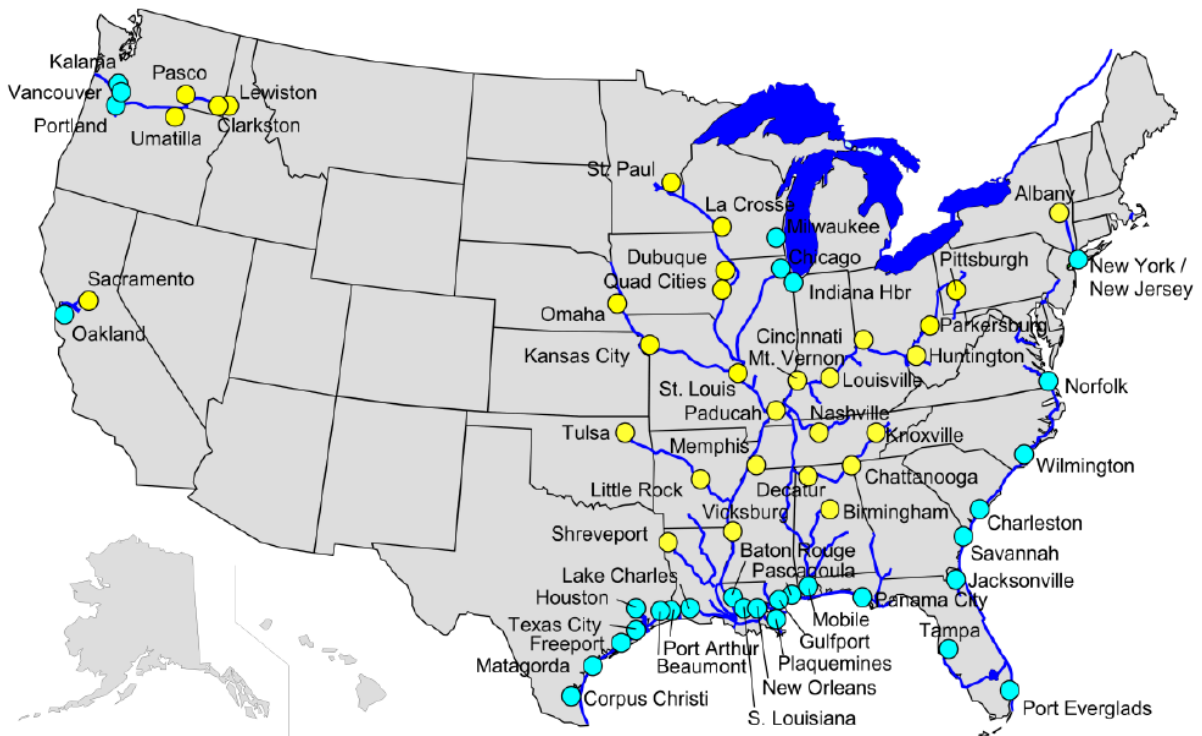 Kalama
Vancouver
Portland
Pasco
Umatilla
Lewiston
Clarkston
Sacramento
Oakland
St. Paul
La Crosse
Milwaukee
Dubuque
Chicago
Quad Cities
Indiana Hbr
Omaha
Kansas City
St. Louis
Cincinnati
Mt. Vernon
Louisville
Paducah
Nashville
Albany
New York /
New Jersey
Pittsburgh
Parkersburg
Huntington
Norfolk
Tulsa
Memphis
Knoxville
Little Rock
Decatur
Chattanooga
Wilmington
Vicksburg
Birmingham
Shreveport
Charleston
Savannah
Baton Rouge
Pascagoula
Lake Charles
Jacksonville
Houston
Panama City
Texas City
Mobile
Freeport
Port Arthur
Gulfport
Tampa
Matagorda
Beaumont
Plaquemines
New Orleans
Corpus Christi
S. Louisiana
Port Everglads